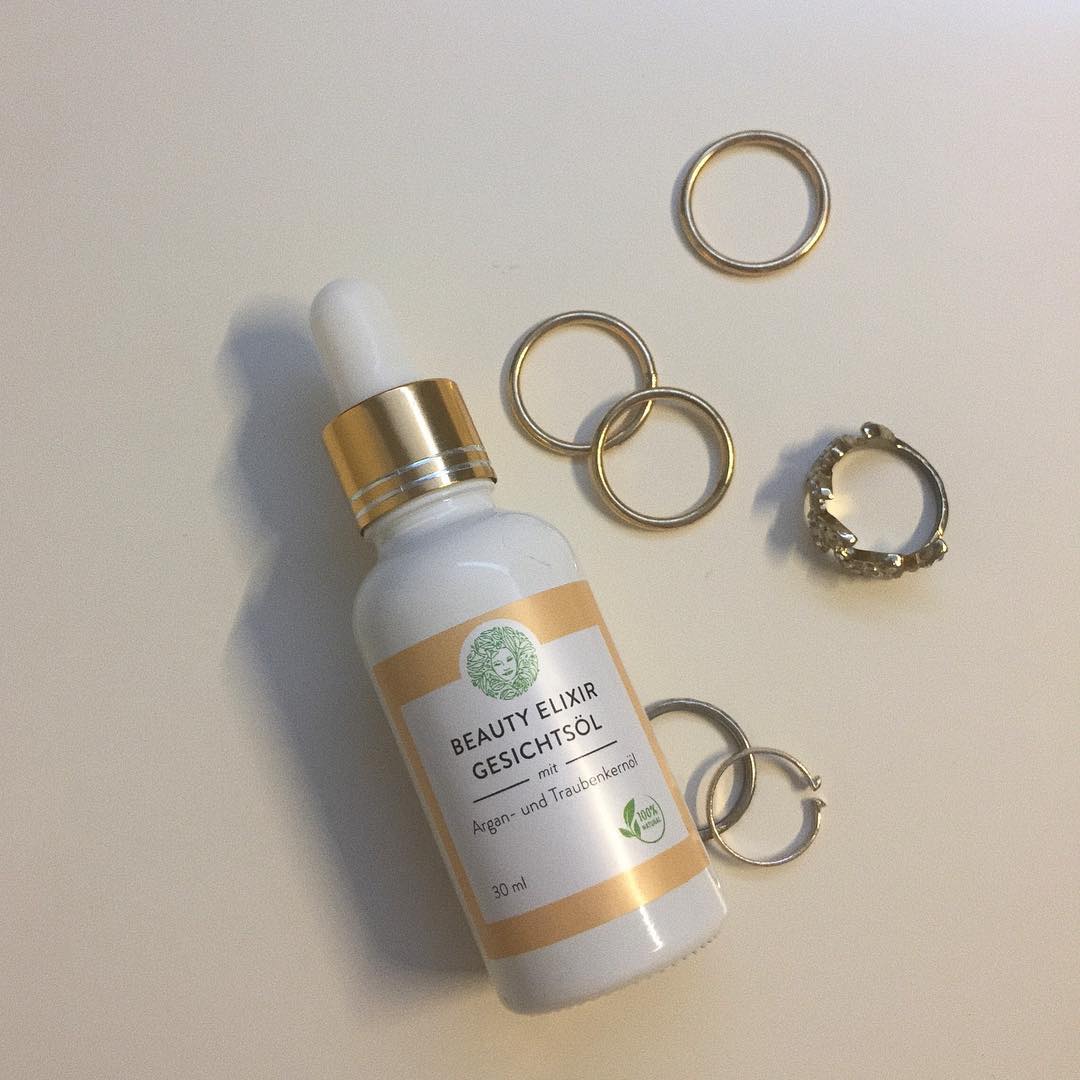 BEAUTY ELIXIR
GESICHTSÖL
mit
Argan- und Traubenkernöl
100%
NATURAL
30 ml